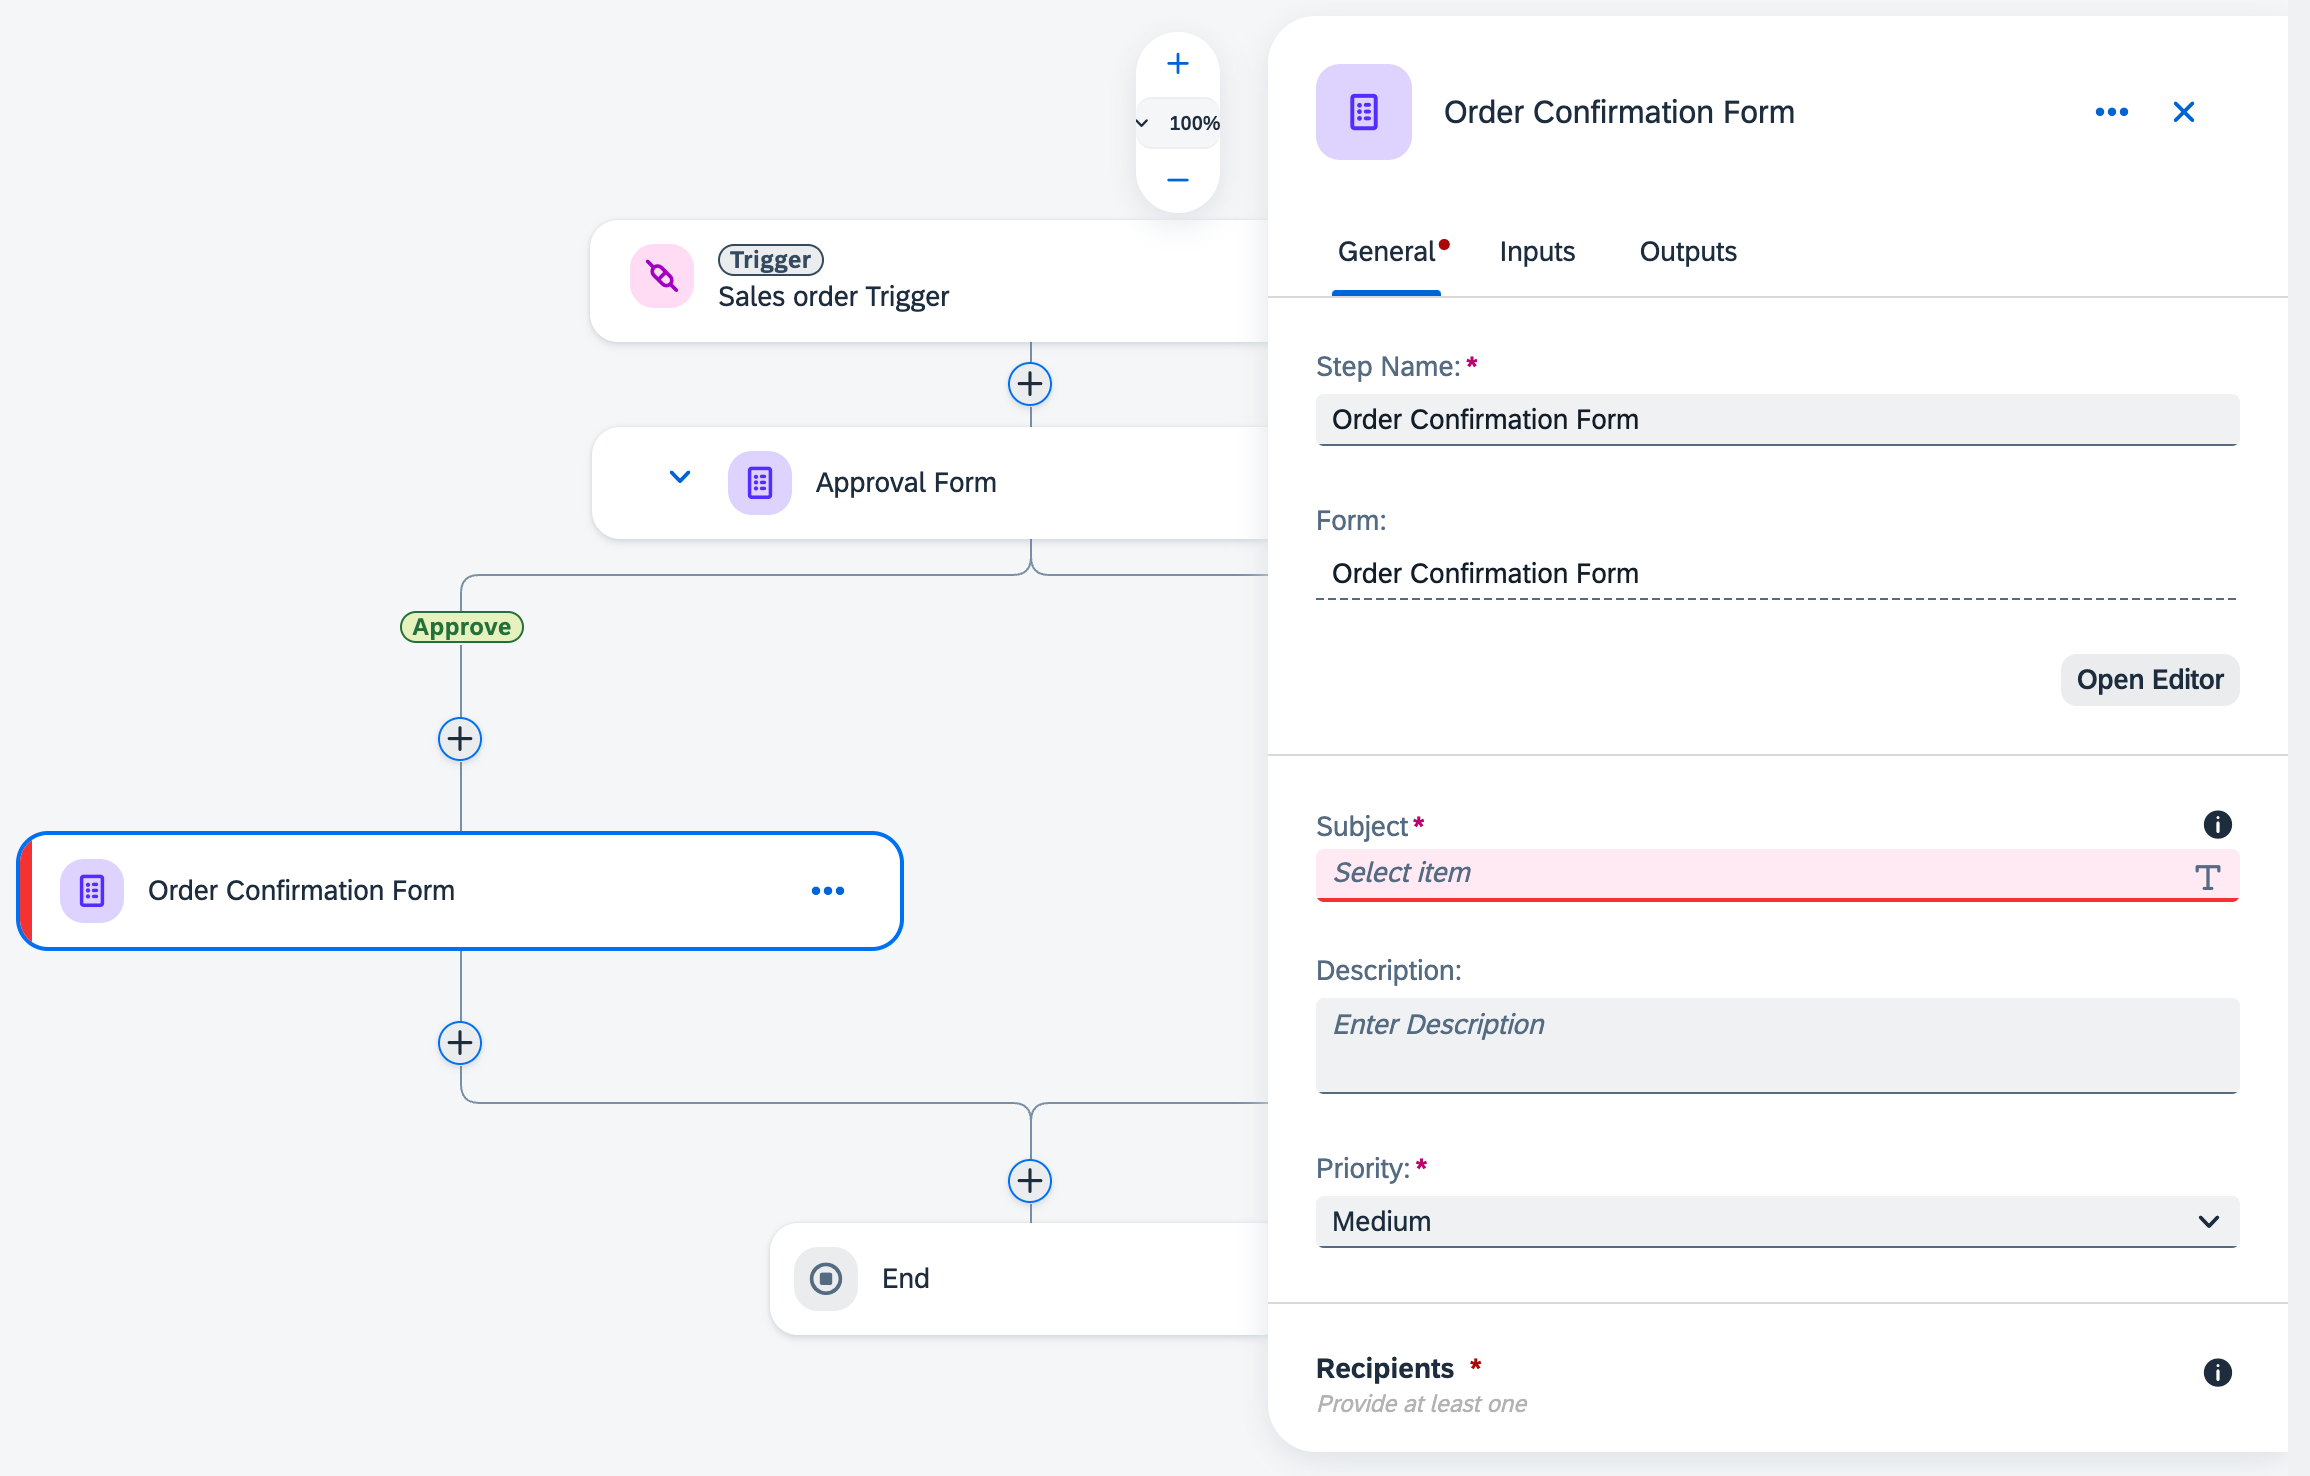 100%
Trigger
Sales order Trigger
Approval Form
Approve
Order Confirmation Form
End
Order Confirmation Form
General
Inputs
Outputs
Step Name: *
Order Confirmation Form
Form:
Order Confirmation Form
Open Editor
Subject *
Select item
Description:
Enter Description
Priority: *
Medium
Recipients *
Provide at least one